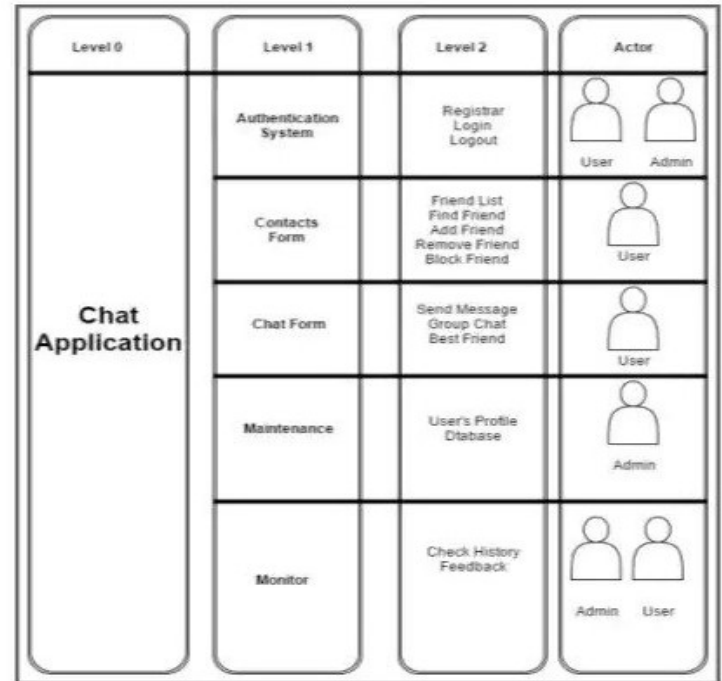 Level 0
Level 1
Level 2
Actor
Chat
Application
Authentication
System
Registrar
Login
Logout
User
Admin
Contacts
Form
Friend List
Find Friend
Add Friend
Remove Friend
Block Friend
User
Chat Form
Send Message
Group Chat
Best Friend
User
Maintenance
User's Profile
Dtabase
Admin
Monitor
Check History
Feedback
Admin
User